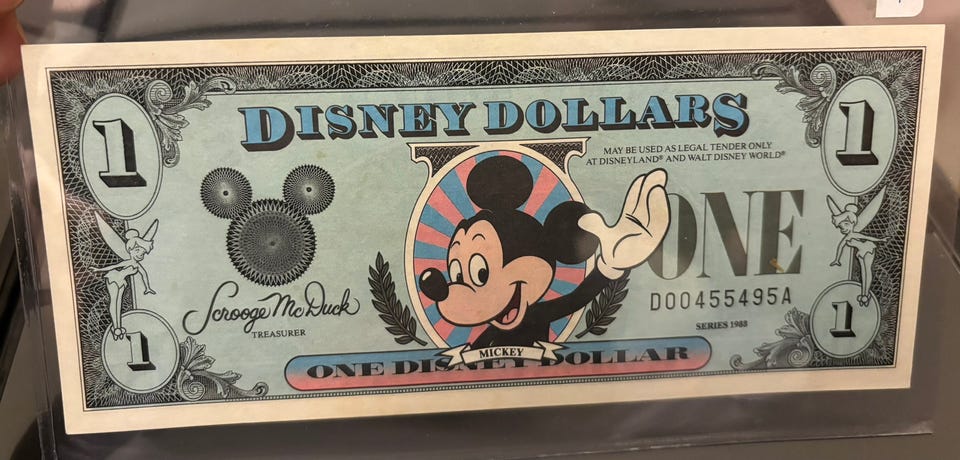 1
1
DISNEY DOLLARS
MAY BE USED AS LEGAL TENDER ONLY
AT DISNEYLAND® AND WALT DISNEY WORLD®
ONE
Scrooge McDuck
TREASURER
D00455495A
SERIES 1988
1
1
MICKEY
ONE DISNEY DOLLAR